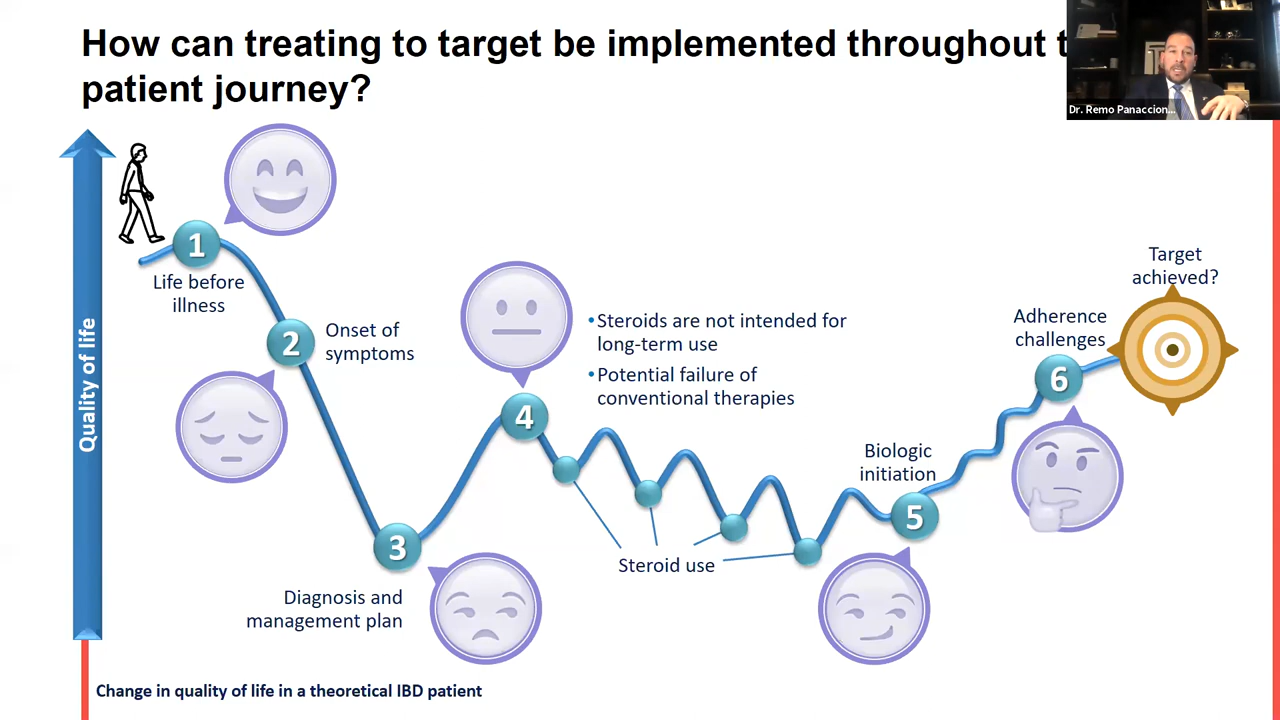 How can treating to target be implemented throughout t
patient journey?
Dr. Remo Panaccion...
Quality of life
1
Life before
illness
2
Onset of
symptoms
3
Diagnosis and
management plan
4
•Steroids are not intended for
long-term use
•Potential failure of
conventional therapies
Steroid use
Biologic
initiation
5
Adherence
challenges
6
Target
achieved?
Change in quality of life in a theoretical IBD patient